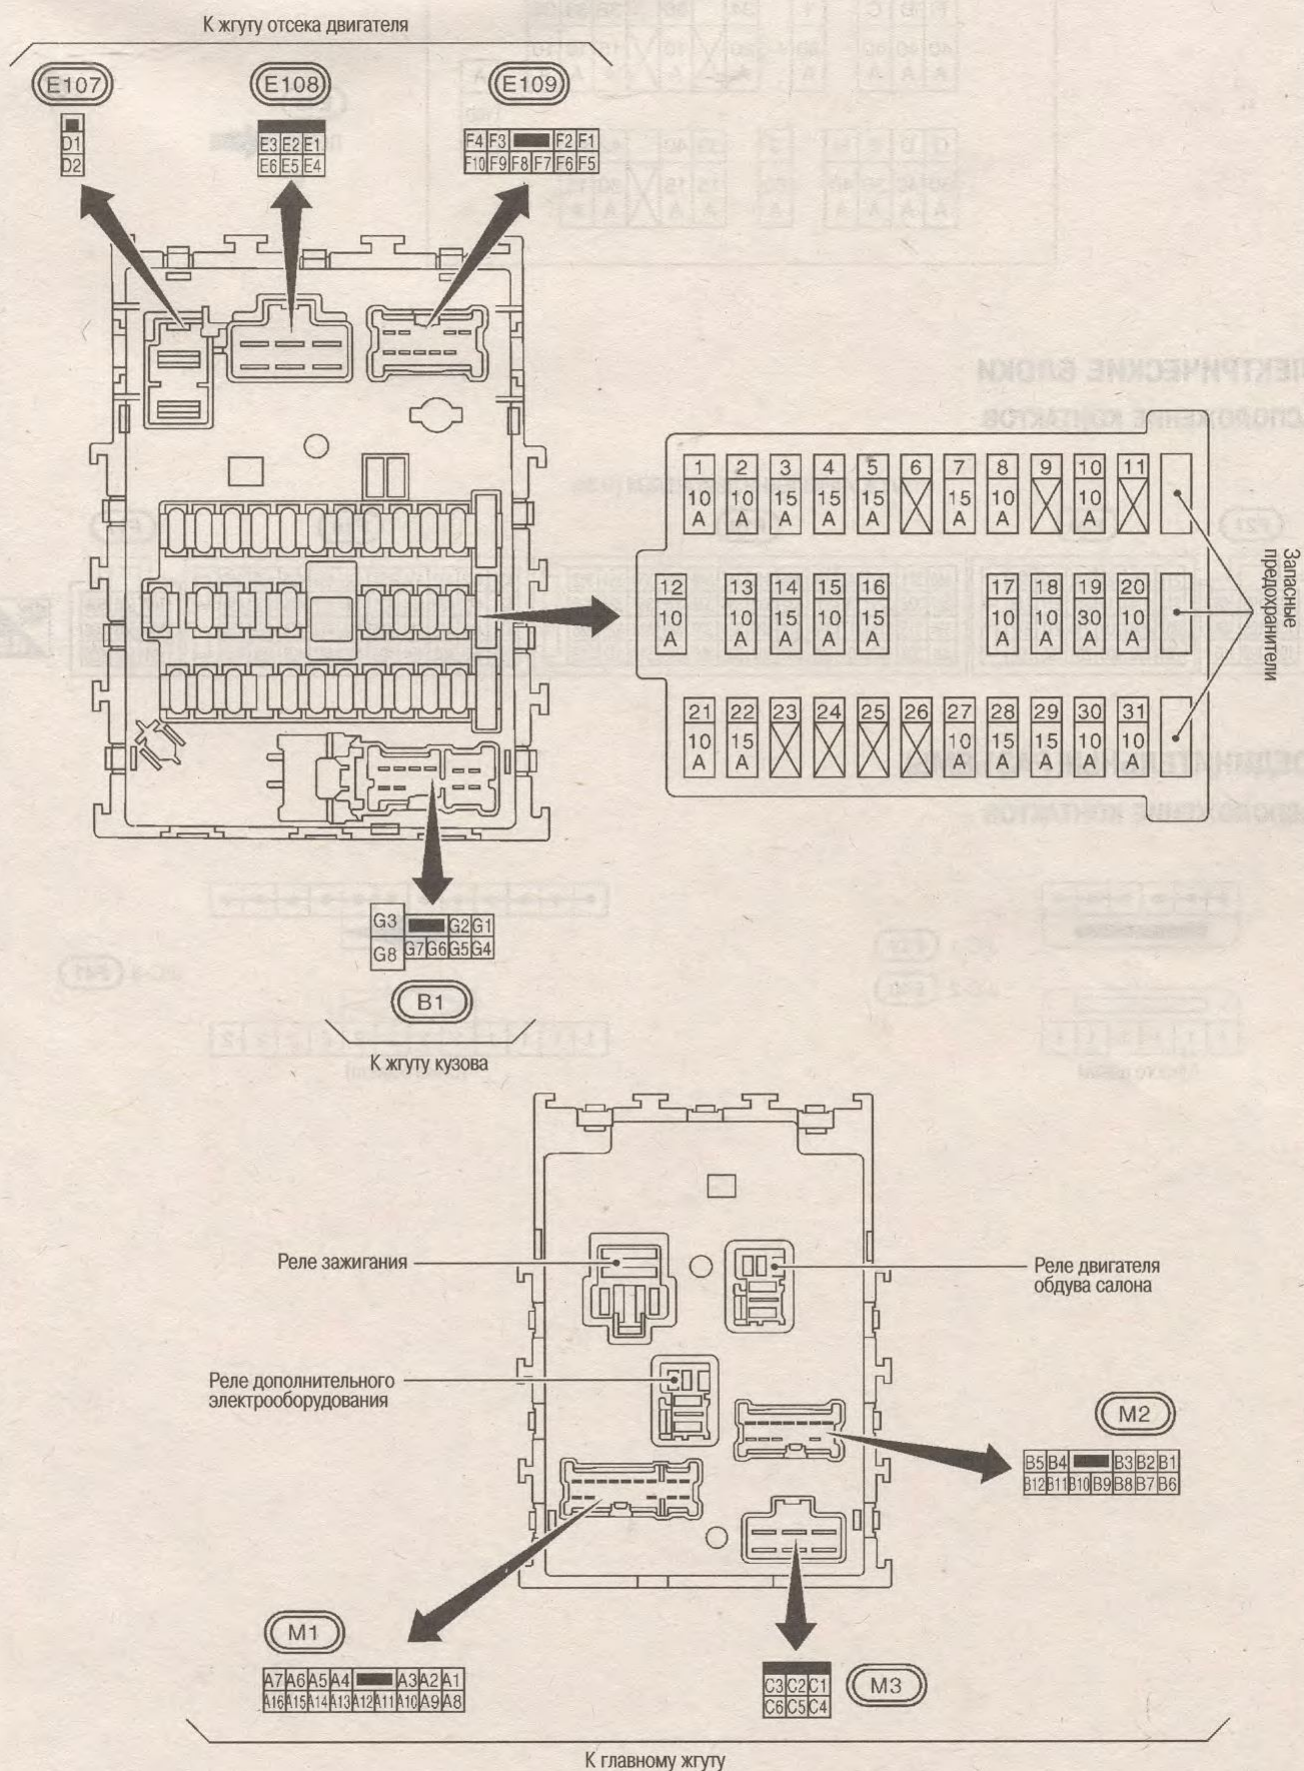 К жгуту отсека двигателя
E107 E108 E109
D1
D2
E3 E2 E1
E6 E5 E4
F4 F3 F2 F1
F10 F9 F8 F7 F6 F5
1 2 3 4 5 6 7 8 9 10 11
10 10 15 15 15 15 10 10
A A A A A A A A
12 13 14 15 16 17 18 19 20
10 10 15 10 15 10 10 30 10
A A A A A A A A A
21 22 23 24 25 26 27 28 29 30 31
10 15 10 15 15 10 10
A A A A A A A
Запасные
предохранители
G3 G2 G1
G8 G7 G6 G5 G4
B1
К жгуту кузова
Реле зажигания
Реле двигателя
обдува салона
Реле дополнительного
электрооборудования
M2
B5 B4 B3 B2 B1
B12 B11 B10 B9 B8 B7 B6
M1
A7 A6 A5 A4 A3 A2 A1
A16 A15 A14 A13 A12 A11 A10 A9 A8
C3 C2 C1
C6 C5 C4
M3
К главному жгуту